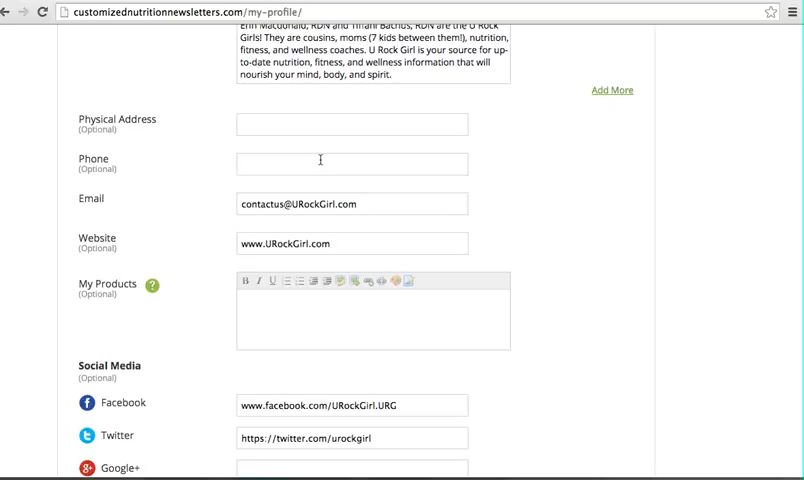 customizednutritionnewsletters.com/my-profile/
Erin Macdonald, RDN and Tiffani Bachus, RDN are the U Rock
Girls! They are cousins, moms (7 kids between them!), nutrition,
fitness, and wellness coaches. U Rock Girl is your source for up-
to-date nutrition, fitness, and wellness information that will
nourish your mind, body, and spirit.
Add More
Physical Address
(Optional)
Phone
(Optional)
Email
contactus@URockGirl.com
Website
(Optional)
www.URockGirl.com
My Products
(Optional)
?
B I U
Social Media
(Optional)
Facebook
www.facebook.com/URockGirl.URG
Twitter
https://twitter.com/urockgirl
Google+